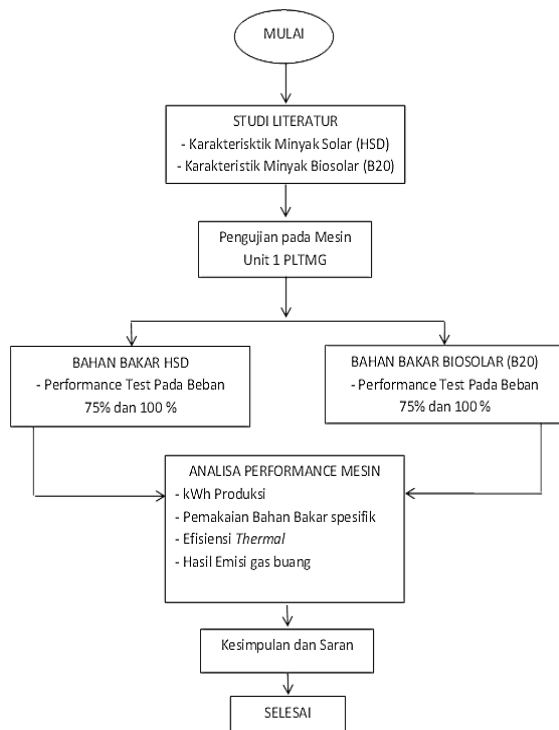 MULAI
STUDI LITERATUR
- Karakterisktik Minyak Solar (HSD)
- Karakteristik Minyak Biosolar (B20)
Pengujian pada Mesin
Unit 1 PLTMG
BAHAN BAKAR HSD
- Performance Test Pada Beban
75% dan 100 %
BAHAN BAKAR BIOSOLAR (B20)
- Performance Test Pada Beban
75% dan 100 %
ANALISA PERFORMANCE MESIN
- kWh Produksi
- Pemakaian Bahan Bakar spesifik
- Efisiensi Thermal
- Hasil Emisi gas buang
Kesimpulan dan Saran
SELESAI